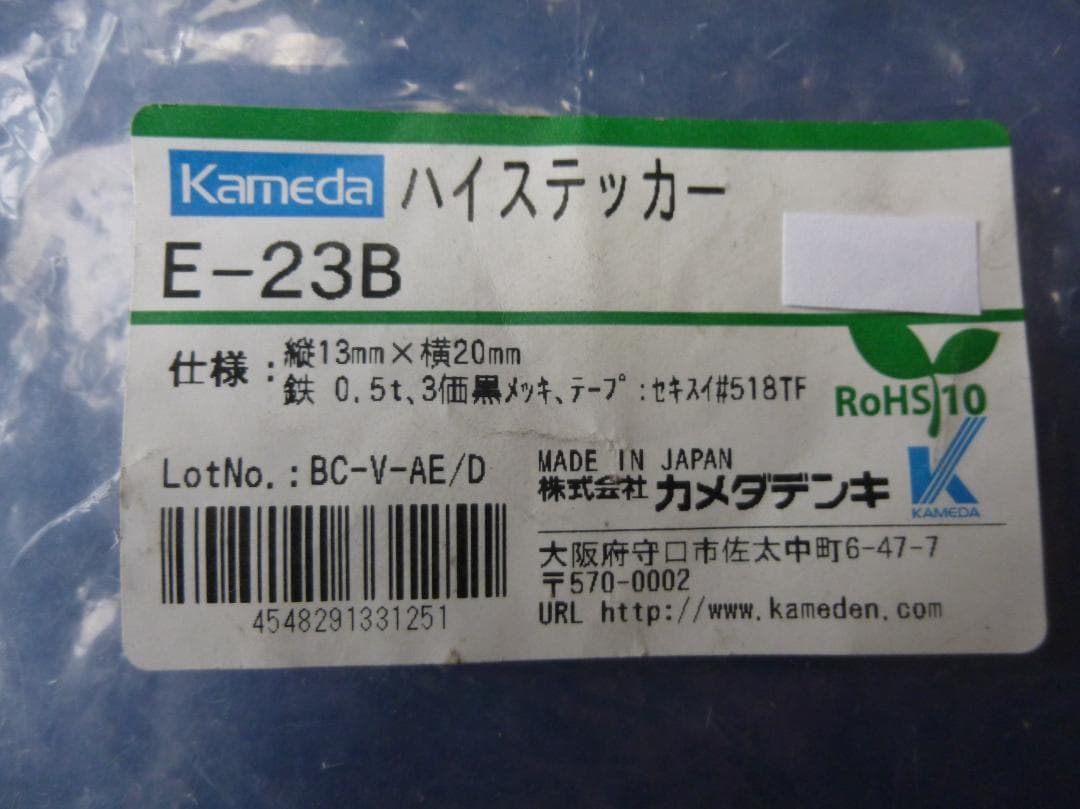 Kameda ハイステッカー
E-23B
仕様:縦13mm×横20mm
鉄 0.5t、3価黒メッキ、テープ:セキスイ#518TF
RoHS 10
LotNo.:BC-V-AE/D
MADE IN JAPAN
株式会社カメダデンキ
KAMEDA
大阪府守口市佐太中町6-47-7
〒570-0002
URL http://www.kameden.com
4548291331251